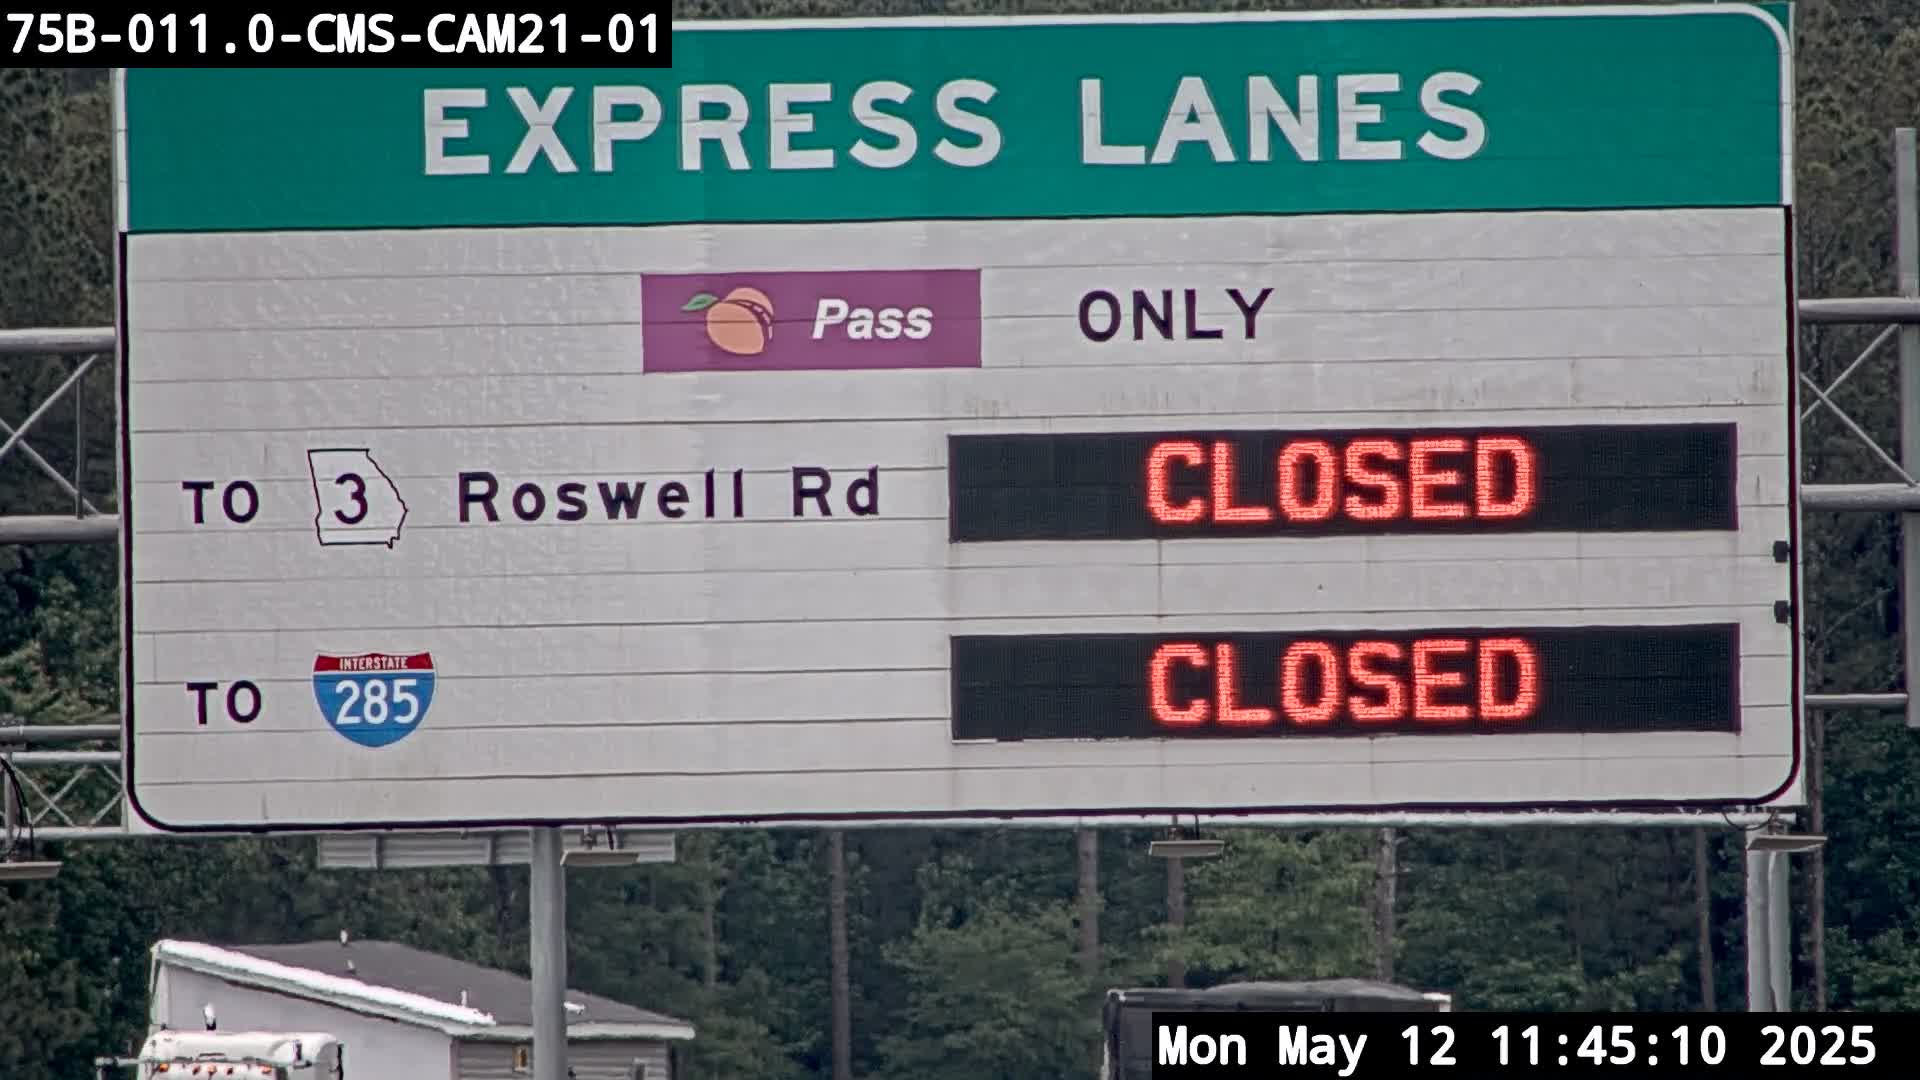 75B-011.0-CMS-CAM21-01
EXPRESS LANES
Pass ONLY
TO 3 Roswell Rd CLOSED
INTERSTATE
TO 285 CLOSED
Mon May 12 11:45:10 2025